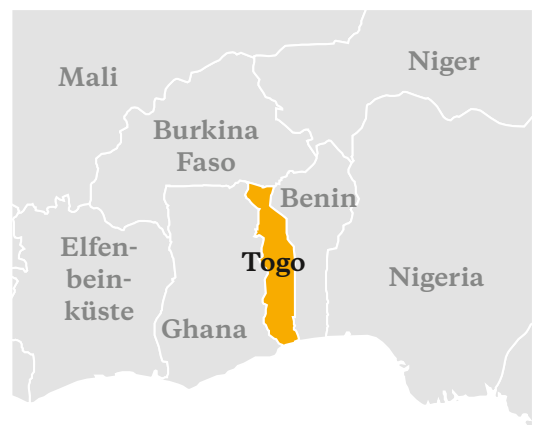 Niger
Mali
Burkina
Faso
Benin
Elfen-
bein-
küste
Togo
Nigeria
Ghana